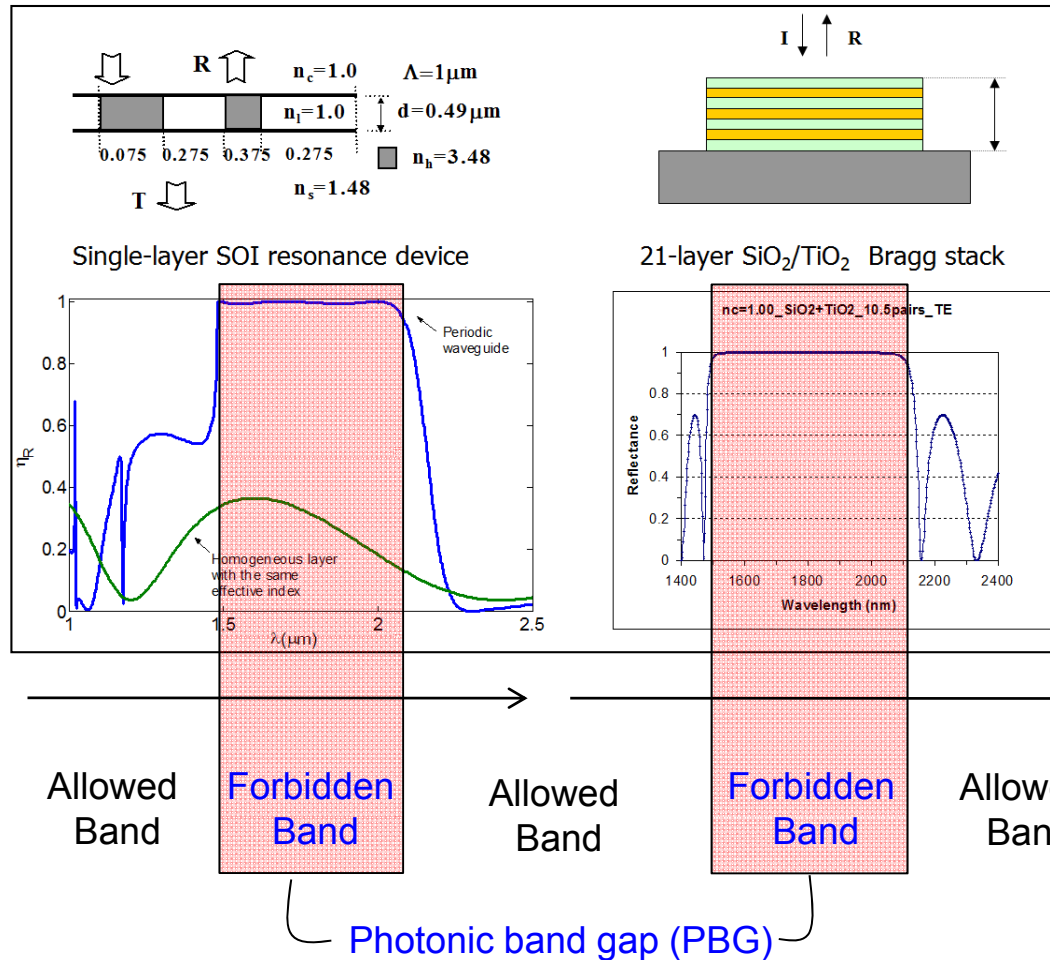 R
n_c=1.0
Λ=1μm
n_l=1.0
d=0.49μm
0.075
0.275
0.375
0.275
n_h=3.48
n_s=1.48
T
I
R
Single-layer SOI resonance device
21-layer SiO₂/TiO₂ Bragg stack
η_R
1
0.8
0.6
0.4
0.2
0
1
1.5
2
2.5
λ(μm)
Periodic
waveguide
Homogeneous layer
with the same
effective index
nc=1.00_SiO2+TiO2_10.5pairs_TE
Reflectance
1
0.8
0.6
0.4
0.2
0
1400
1600
1800
2000
2200
2400
Wavelength (nm)
Allowed
Band
Forbidden
Band
Allowed
Band
Forbidden
Band
Allow
Ban
Photonic band gap (PBG)